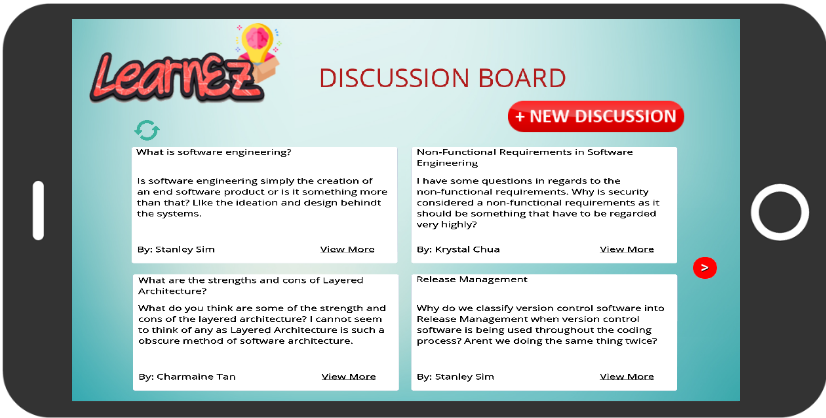 LearnEz
DISCUSSION BOARD
+ NEW DISCUSSION
What is software engineering?
Is software engineering simply the creation of
an end software product or is it something more
than that? Like the ideation and design behindt
the systems.
By: Stanley Sim
View More
Non-Functional Requirements in Software
Engineering
I have some questions in regards to the
non-functional requirements. Why is security
considered a non-functional requirements as it
should be something that have to be regarded
very highly?
By: Krystal Chua
View More
>
What are the strengths and cons of Layered
Architecture?
What do you think are some of the strength and
cons of the layered architecture? I cannot seem
to think of any as Layered Architecture is such a
obscure method of software architecture.
By: Charmaine Tan
View More
Release Management
Why do we classify version control software into
Release Management when version control
software is being used throughout the coding
process? Arent we doing the same thing twice?
By: Stanley Sim
View More